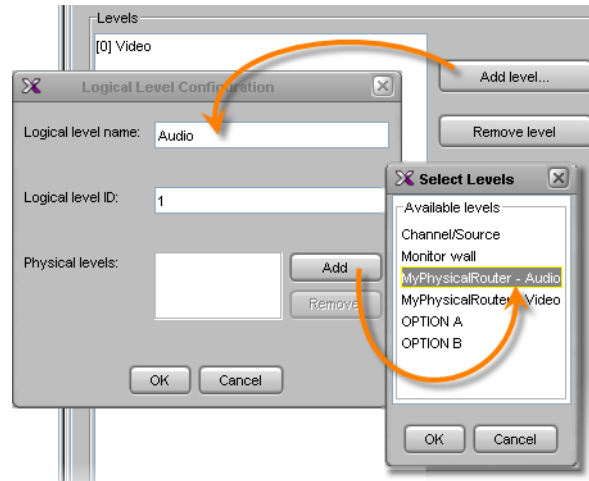 Levels
[0] Video
Add level...
Remove level
Logical Level Configuration
Logical level name:
Audio
Logical level ID:
1
Physical levels:
Add
Remove
OK
Cancel
Select Levels
Available levels
Channel/Source
Monitor wall
MyPhysicalRouter - Audio
MyPhysicalRouter - Video
OPTION A
OPTION B
OK
Cancel